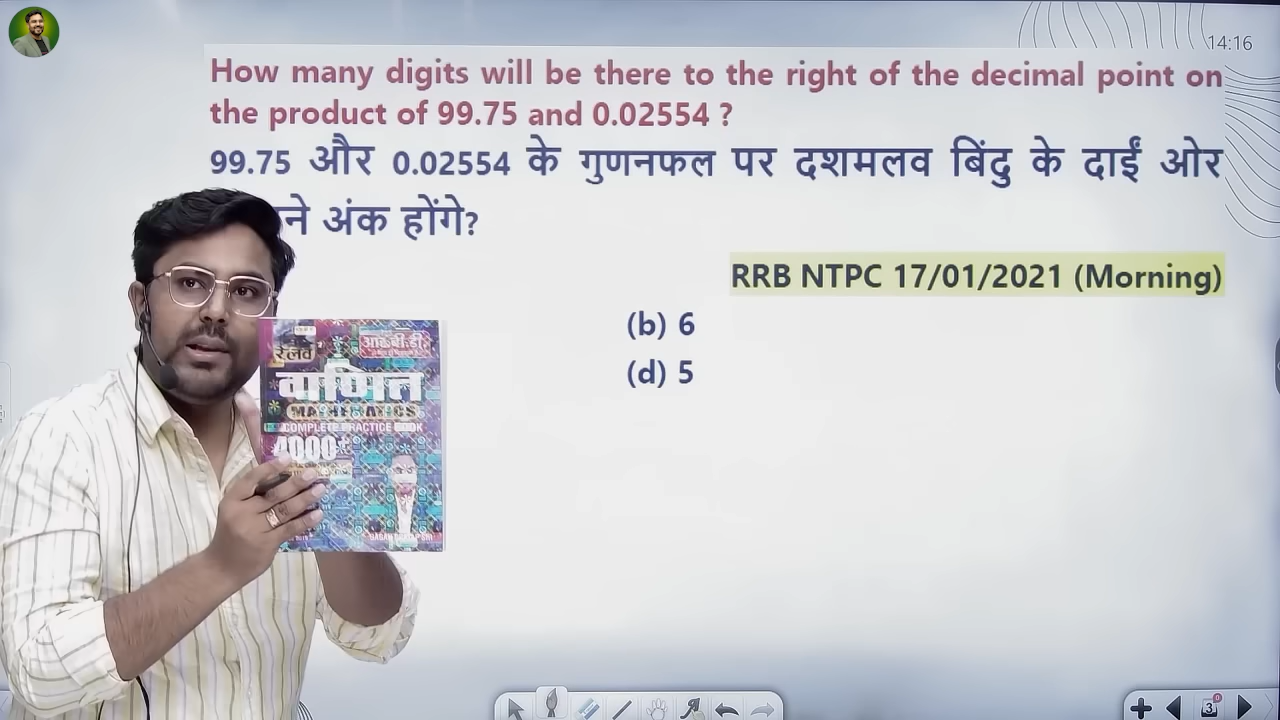 14:16
How many digits will be there to the right of the decimal point on
the product of 99.75 and 0.02554 ?
99.75 और 0.02554 के गुणनफल पर दशमलव बिंदु के दाईं ओर
ने अंक होंगे?
RRB NTPC 17/01/2021 (Morning)
(b) 6
(d) 5
रेलवे
आर.बी.डी.
गणित
MATHEMATICS
COMPLETE PRACTICE BOOK
4000+
3